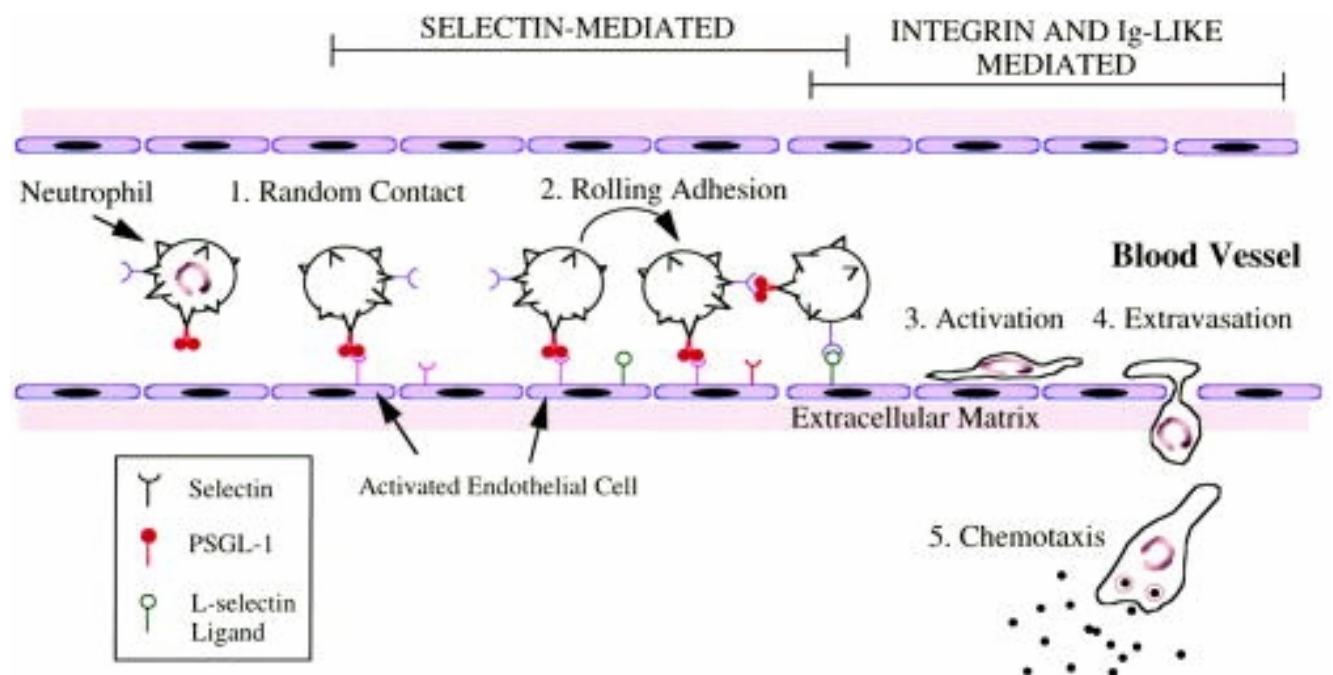 SELECTIN-MEDIATED
INTEGRIN AND Ig-LIKE
MEDIATED
Neutrophil
1. Random Contact
2. Rolling Adhesion
Blood Vessel
3. Activation
4. Extravasation
Extracellular Matrix
Activated Endothelial Cell
Selectin
PSGL-1
L-selectin
Ligand
5. Chemotaxis